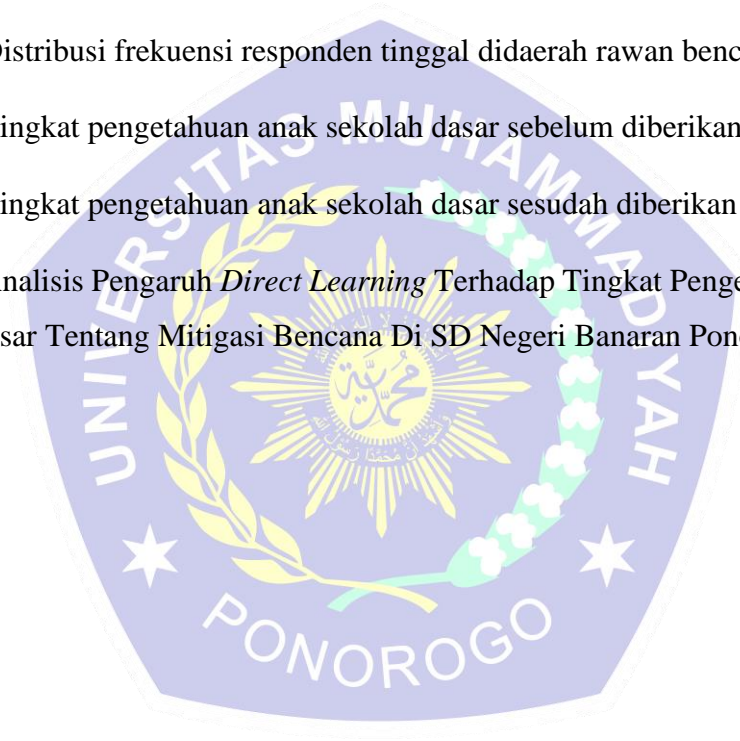 istribusi frekuensi responden tinggal didaerah rawan benc
ingkat pengetahuan anak sekolah dasar sebelum diberikan
ingkat pengetahuan anak sekolah dasar sesudah diberikan
nalisis Pengaruh Direct Learning Terhadap Tingkat Penge
sar Tentang Mitigasi Bencana Di SD Negeri Banaran Pon
UNIVERSITAS MUHAMMADIYAH
PONOROGO
محمدية